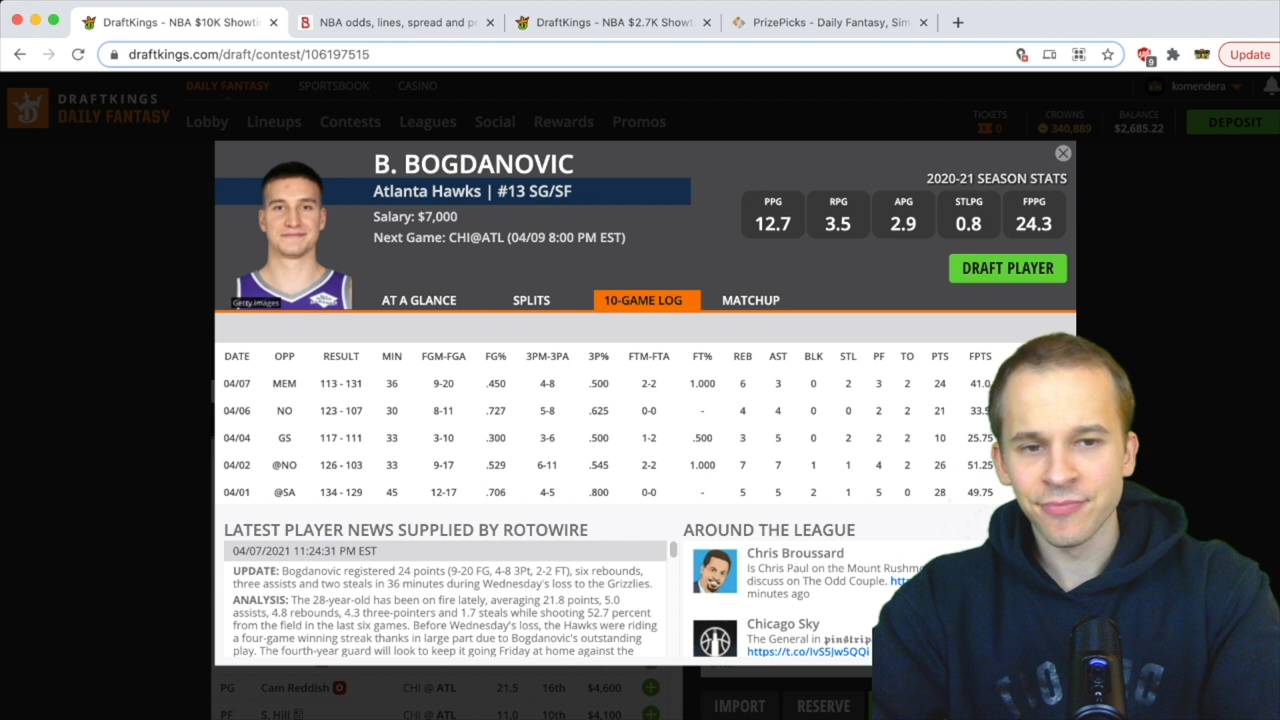 DraftKings - NBA $10K Showti
NBA odds, lines, spread and p
DraftKings - NBA $2.7K Showt
PrizePicks - Daily Fantasy, Sim
draftkings.com/draft/contest/106197515
9
Update
DRAFTKINGS
DAILY FANTASY
DAILY FANTASY SPORTSBOOK CASINO
komendera
Lobby Lineups Contests Leagues Social Rewards Promos
TICKETS CROWNS BALANCE
0 340,889 $2,685.22
DEPOSIT
B. BOGDANOVIC
Atlanta Hawks | #13 SG/SF
Salary: $7,000
Next Game: CHI@ATL (04/09 8:00 PM EST)
Getty Images
2020-21 SEASON STATS
PPG RPG APG STLPG FPPG
12.7 3.5 2.9 0.8 24.3
DRAFT PLAYER
AT A GLANCE SPLITS 10-GAME LOG MATCHUP
DATE OPP RESULT MIN FGM-FGA FG% 3PM-3PA 3P% FTM-FTA FT% REB AST BLK STL PF TO PTS FPTS
04/07 MEM 113 - 131 36 9-20 .450 4-8 .500 2-2 1.000 6 3 0 2 3 2 24 41.0
04/06 NO 123 - 107 30 8-11 .727 5-8 .625 0-0 - 4 4 0 0 2 2 21 33.5
04/04 GS 117 - 111 33 3-10 .300 3-6 .500 1-2 .500 3 5 0 2 2 2 10 25.75
04/02 @NO 126 - 103 33 9-17 .529 6-11 .545 2-2 1.000 7 7 1 1 4 2 26 51.25
04/01 @SA 134 - 129 45 12-17 .706 4-5 .800 0-0 - 5 5 2 1 5 0 28 49.75
LATEST PLAYER NEWS SUPPLIED BY ROTOWIRE
04/07/2021 11:24:31 PM EST
UPDATE: Bogdanovic registered 24 points (9-20 FG, 4-8 3Pt, 2-2 FT), six rebounds,
three assists and two steals in 36 minutes during Wednesday's loss to the Grizzlies.
ANALYSIS: The 28-year-old has been on fire lately, averaging 21.8 points, 5.0
assists, 4.8 rebounds, 4.3 three-pointers and 1.7 steals while shooting 52.7 percent
from the field in the last six games. Before Wednesday's loss, the Hawks were riding
a four-game winning streak thanks in large part due to Bogdanovic's outstanding
play. The fourth-year guard will look to keep it going Friday at home against the
AROUND THE LEAGUE
Chris Broussard
Is Chris Paul on the Mount Rushm
discuss on The Odd Couple. htt
minutes ago
Chicago Sky
The General in pinstrip
https://t.co/lvS5Jw5QQi
PG Cam Reddish O CHI @ ATL 21.5 16th $4,600
PF S. Hill CHI @ ATL 11.0 10th $4,100
IMPORT RESERVE